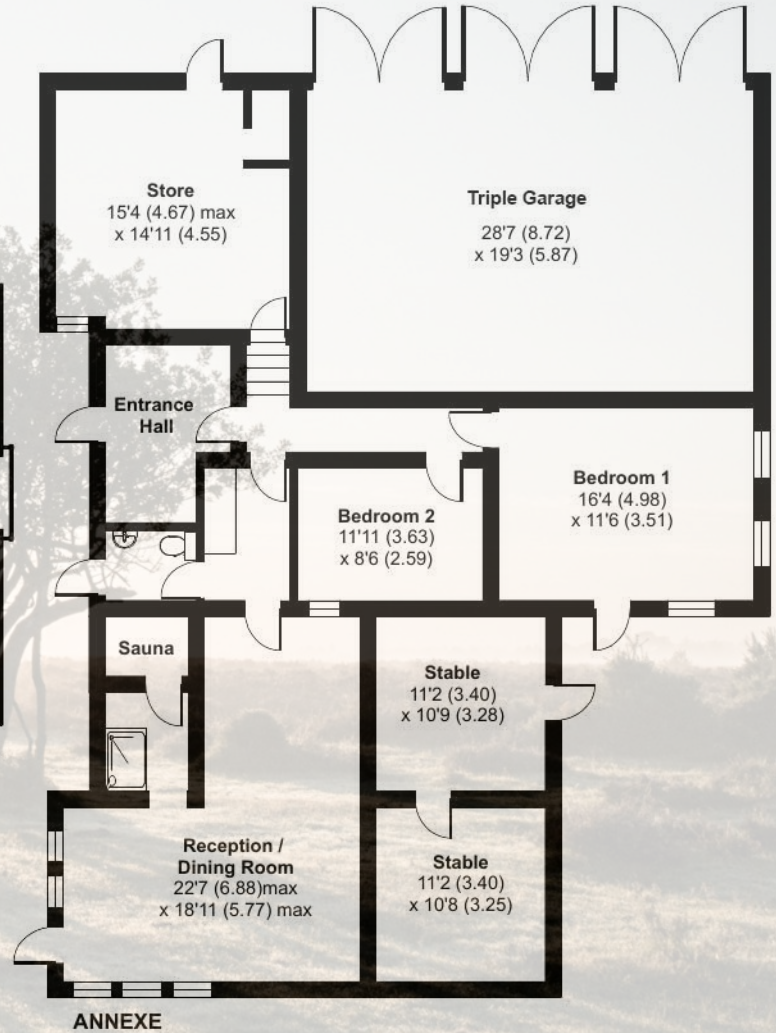 Store
15'4 (4.67) max
x 14'11 (4.55)
Triple Garage
28'7 (8.72)
x 19'3 (5.87)
Entrance
Hall
Bedroom 2
11'11 (3.63)
x 8'6 (2.59)
Bedroom 1
16'4 (4.98)
x 11'6 (3.51)
Sauna
Stable
11'2 (3.40)
x 10'9 (3.28)
Reception /
Dining Room
22'7 (6.88)max
x 18'11 (5.77) max
Stable
11'2 (3.40)
x 10'8 (3.25)
ANNEXE